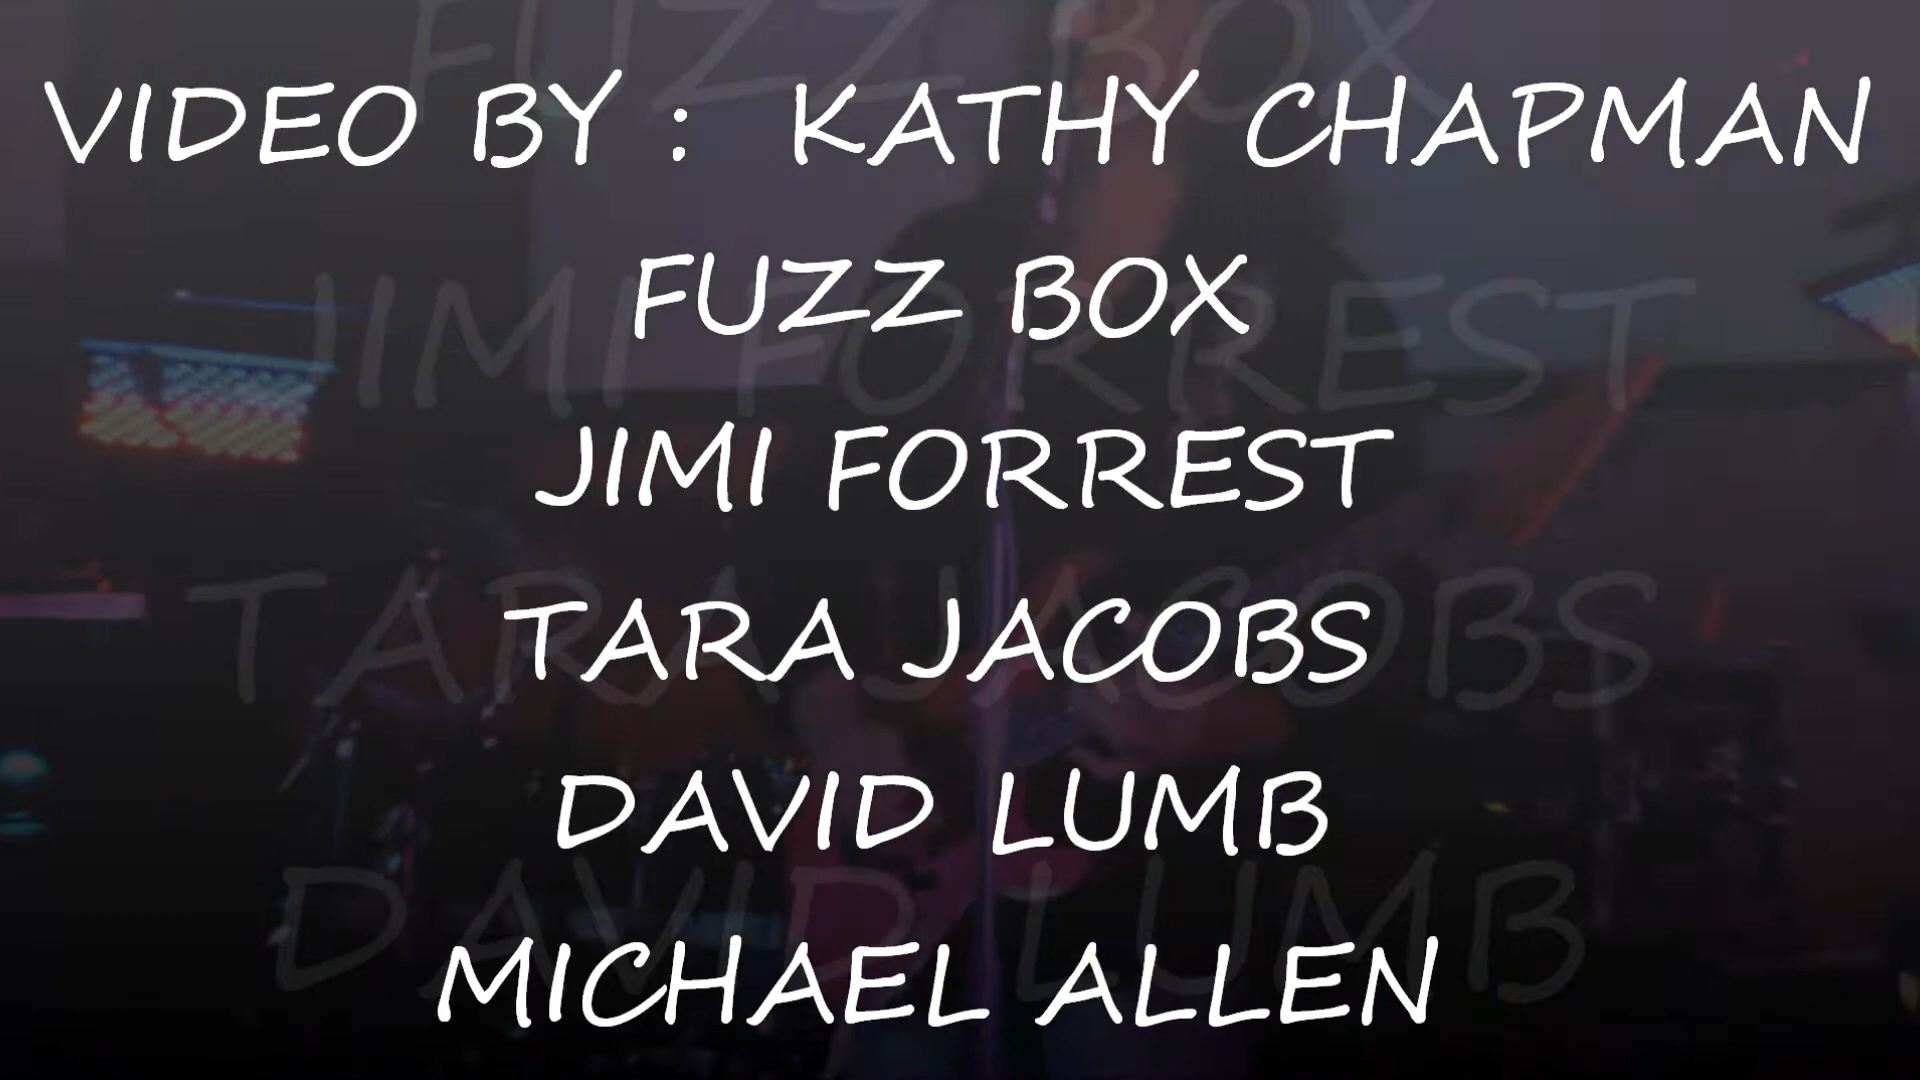 VIDEO BY : KATHY CHAPMAN
FUZZ BOX
JIMI FORREST
TARA JACOBS
DAVID LUMB
MICHAEL ALLEN